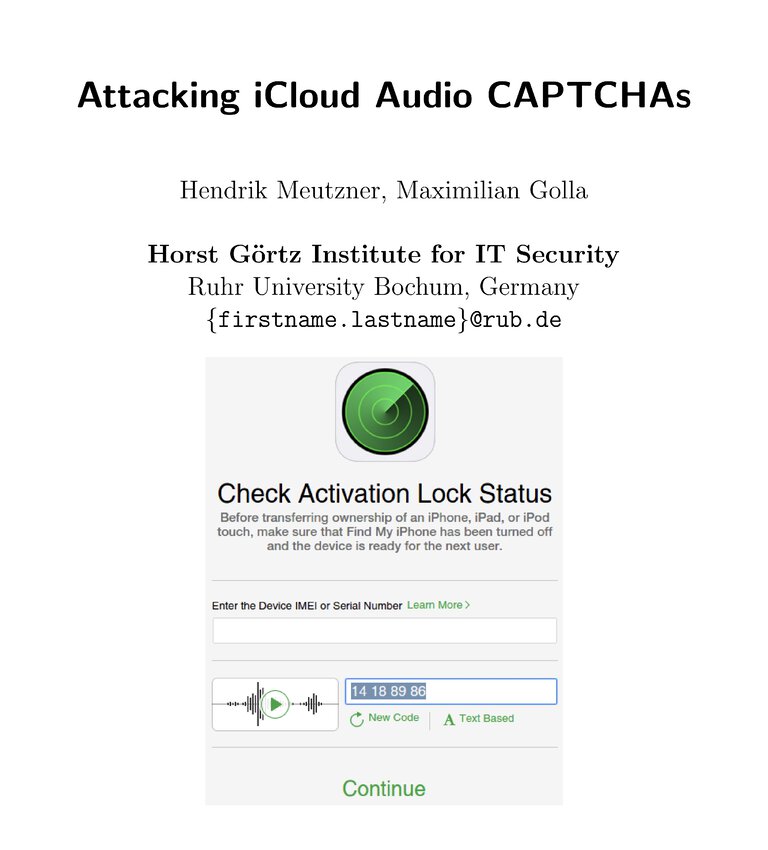 Attacking iCloud Audio CAPTCHAs
Hendrik Meutzner, Maximilian Golla
Horst Görtz Institute for IT Security
Ruhr University Bochum, Germany
{firstname.lastname}@rub.de
Check Activation Lock Status
Before transferring ownership of an iPhone, iPad, or iPod
touch, make sure that Find My iPhone has been turned off
and the device is ready for the next user.
Enter the Device IMEI or Serial Number Learn More >
14 18 89 86
New Code A Text Based
Continue